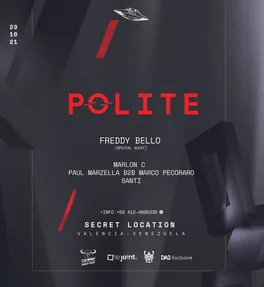 29
10
21
POLITE
FREDDY BELLO
(SPECIAL GUEST)
MARLON C
PAUL MARZELLA B2B MARCO PECORARO
SANTI
SECRET LOCATION
VALENCIA-VENEZUELA
joint.
DA2 Exclusive